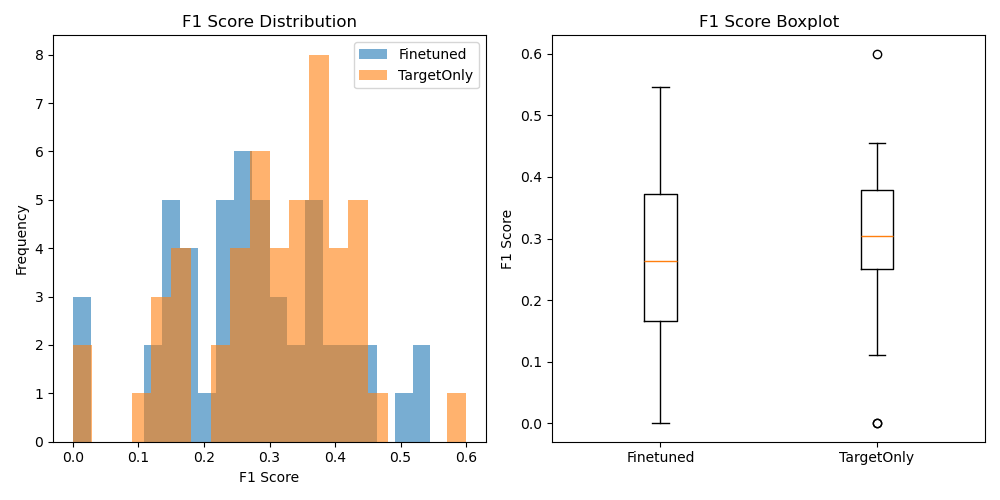 F1 Score Distribution
Finetuned
TargetOnly
Frequency
8
7
6
5
4
3
2
1
0
0.0 0.1 0.2 0.3 0.4 0.5 0.6
F1 Score
F1 Score Boxplot
F1 Score
0.6
0.5
0.4
0.3
0.2
0.1
0.0
Finetuned TargetOnly